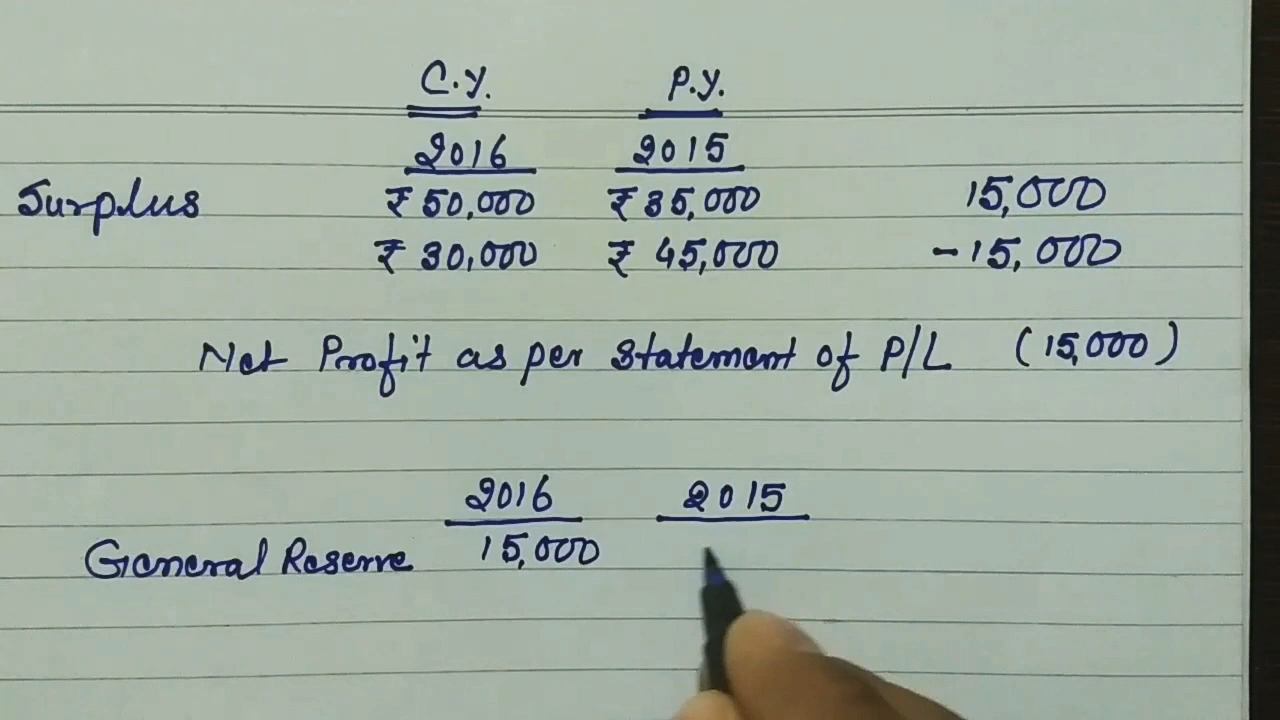 C.Y. P.Y.
2016 2015
Surplus ₹ 50,000 ₹ 35,000 15,000
₹ 30,000 ₹ 45,000 -15,000
Net Profit as per Statement of P/L (15,000)
2016 2015
General Reserve 15,000